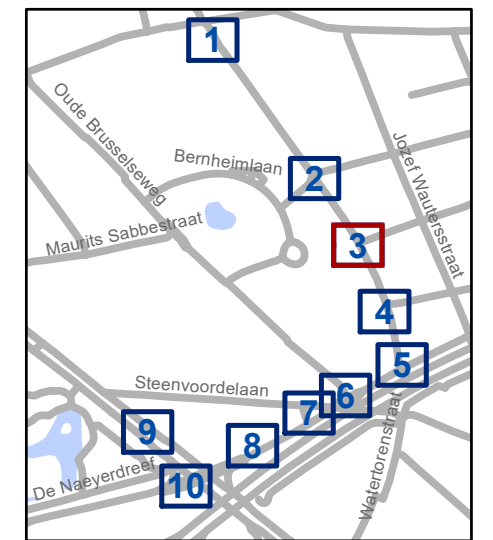 1
Oude Brusselseweg
Bernheimlaan
2
Jozef Wautersstraat
Maurits Sabbestraat
3
4
5
Steenvoordelaan
6
7
9
8
Watertorenstraat
De Naeyerdreef
10